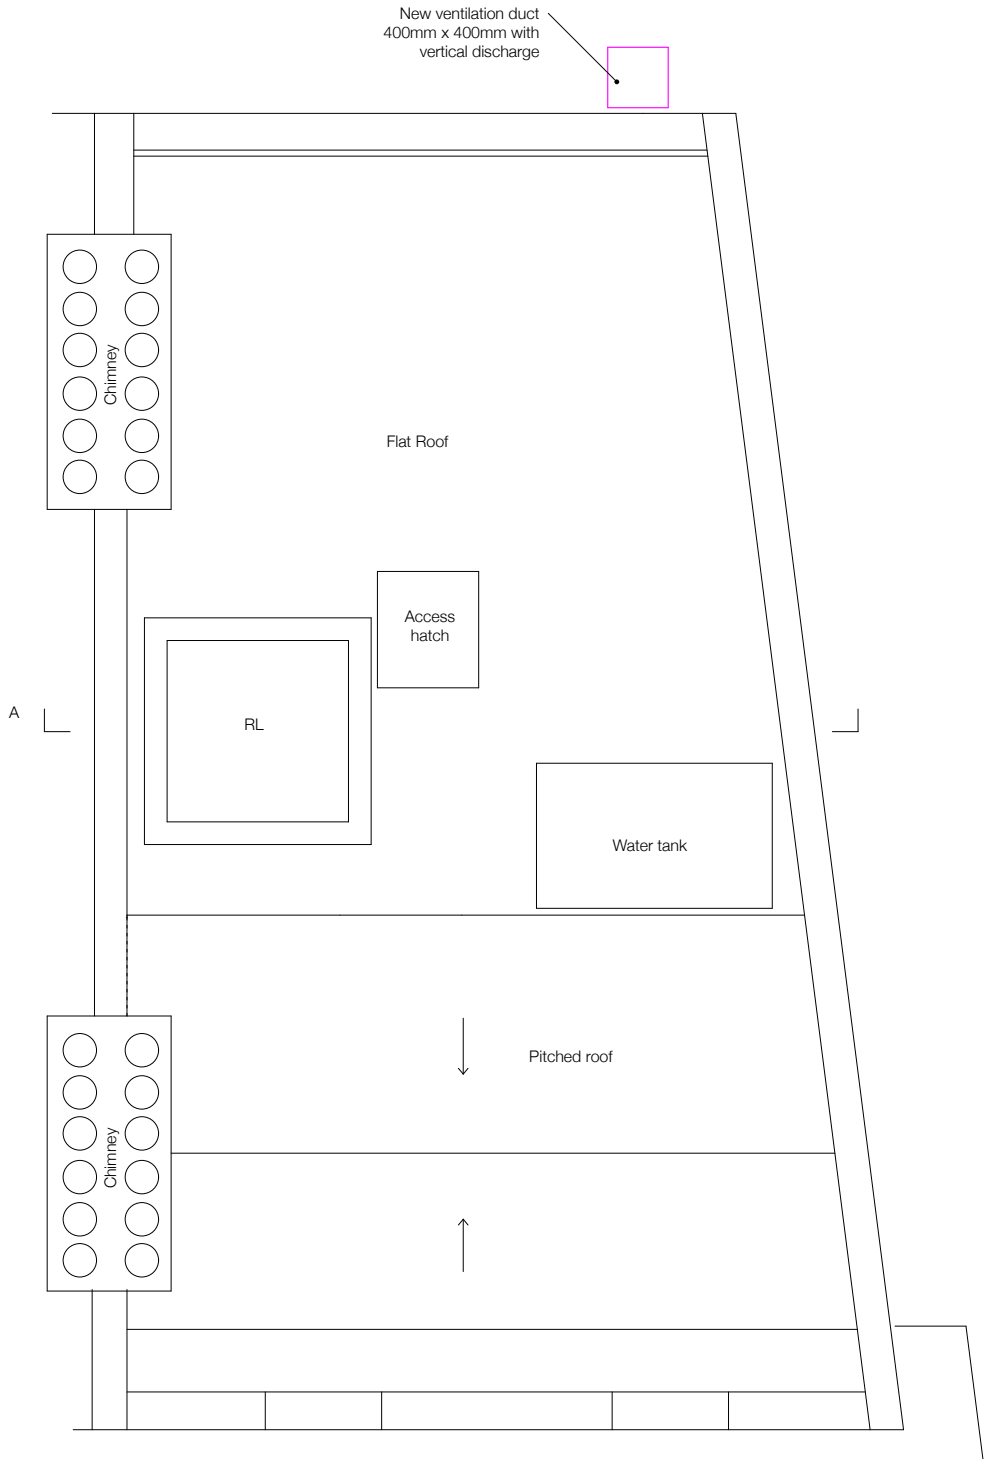 New ventilation duct
400mm x 400mm with
vertical discharge
Chimney
Flat Roof
Access
hatch
A
RL
Water tank
Pitched roof
Chimney